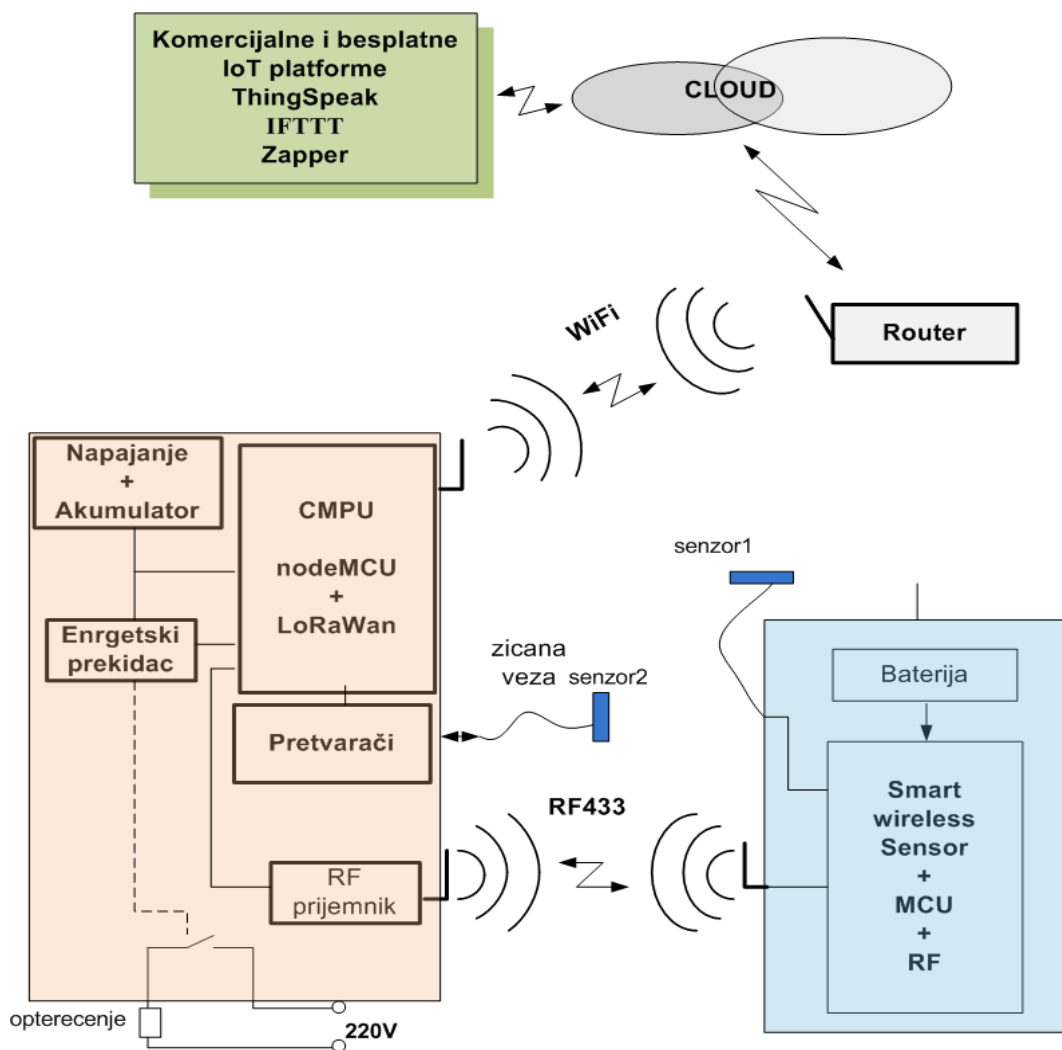 Komercijalne i besplatne
IoT platforme
ThingSpeak
IFTTT
Zapper
CLOUD
WiFi
Router
Napajanje
+
Akumulator
CMPU
nodeMCU
+
LoRaWan
Enrgetski
prekidac
Pretvarači
zicana
veza
senzor2
senzor1
Baterija
Smart
wireless
Sensor
+
MCU
+
RF
RF433
RF
prijemnik
opterecenje
220V